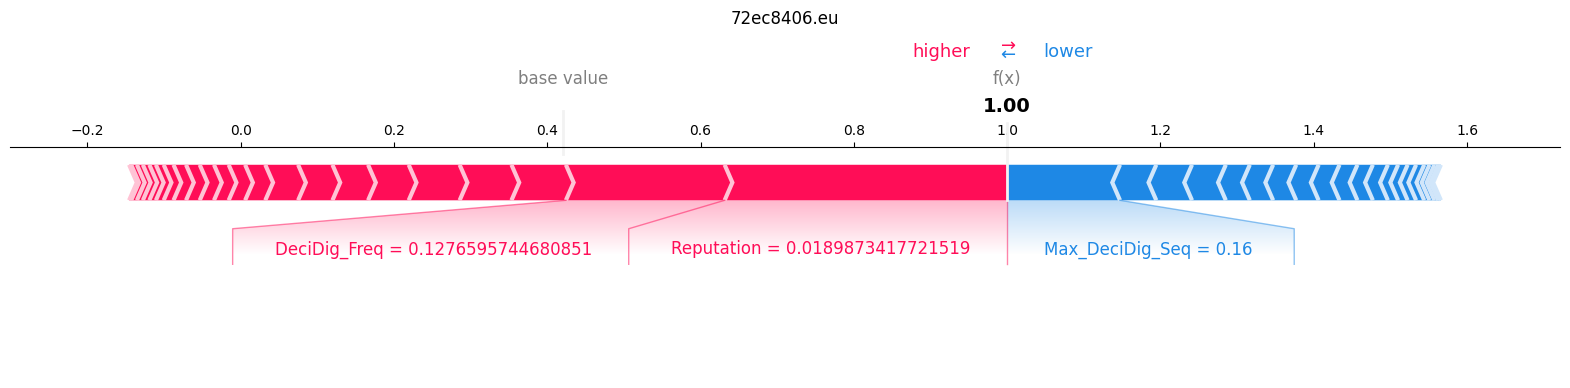 72ec8406.eu
higher ⇄ lower
base value f(x)
1.00
−0.2 0.0 0.2 0.4 0.6 0.8 1.0 1.2 1.4 1.6
DeciDig_Freq = 0.1276595744680851 Reputation = 0.0189873417721519 Max_DeciDig_Seq = 0.16